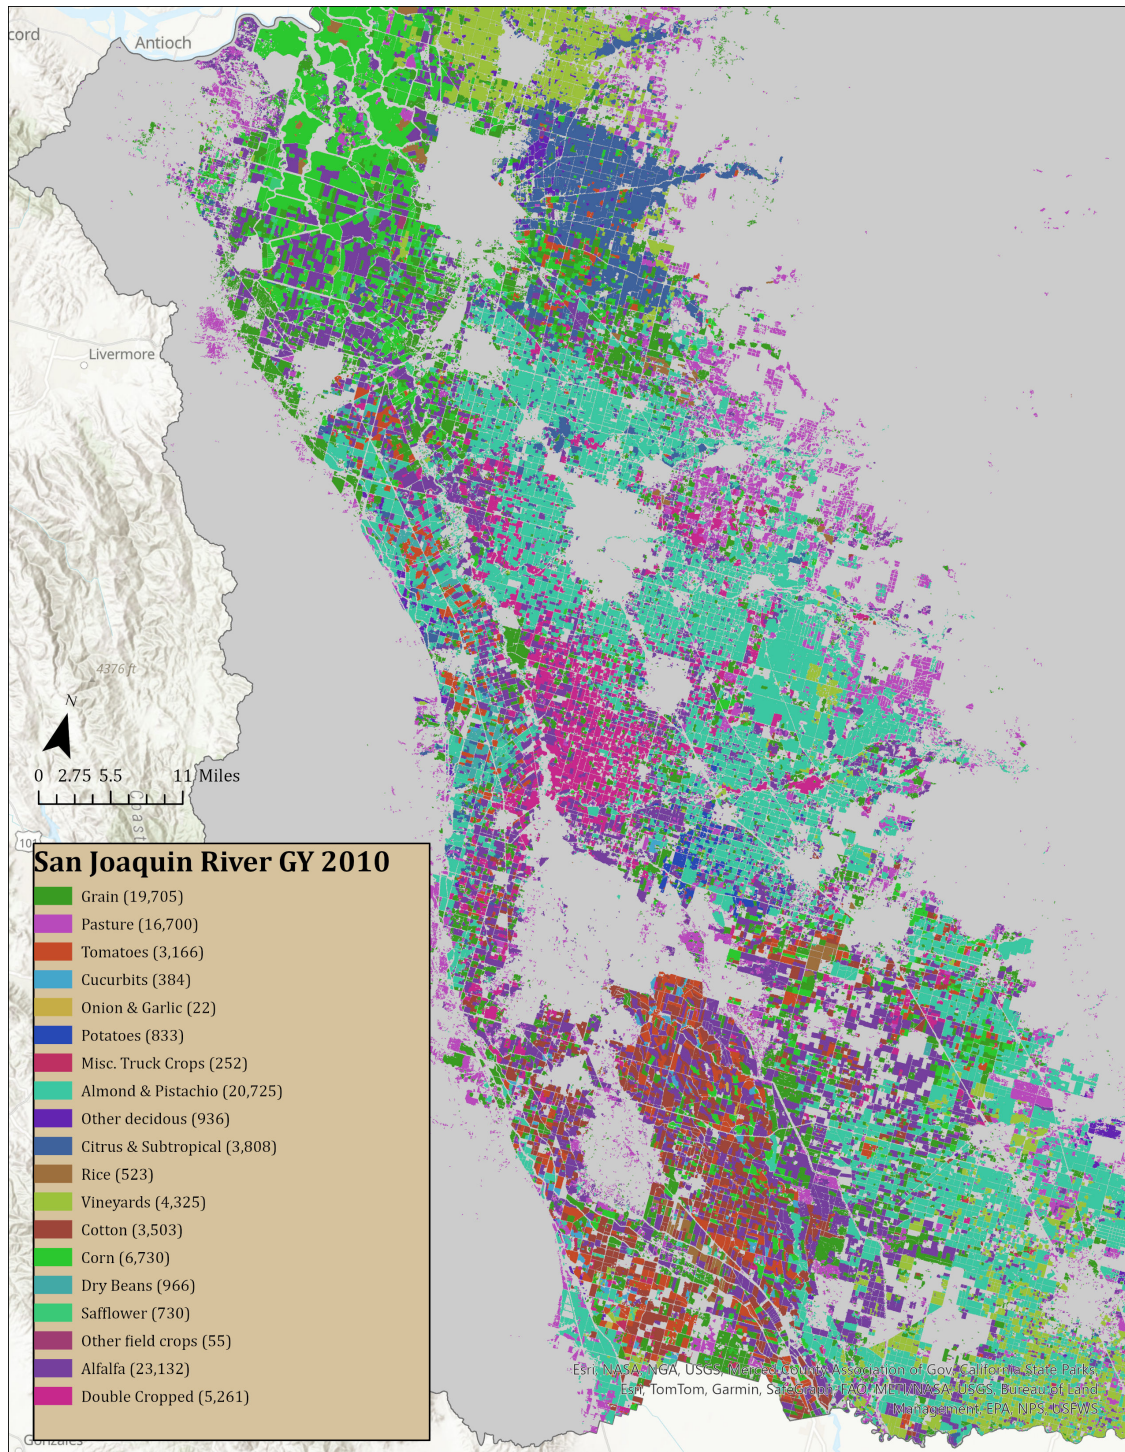 cord
Antioch
Livermore
4376 ft
N
0 2.75 5.5 11 Miles
Coast
101
San Joaquin River GY 2010
Grain (19,705)
Pasture (16,700)
Tomatoes (3,166)
Cucurbits (384)
Onion & Garlic (22)
Potatoes (833)
Misc. Truck Crops (252)
Almond & Pistachio (20,725)
Other decidous (936)
Citrus & Subtropical (3,808)
Rice (523)
Vineyards (4,325)
Cotton (3,503)
Corn (6,730)
Dry Beans (966)
Safflower (730)
Other field crops (55)
Alfalfa (23,132)
Double Cropped (5,261)
Esri, NASA, NGA, USGS, Merced County Association of Gov, California State Parks,
Esri, TomTom, Garmin, SafeGraph, FAO, METI/NASA, USGS, Bureau of Land
Management, EPA, NPS, USFWS
Gonzales